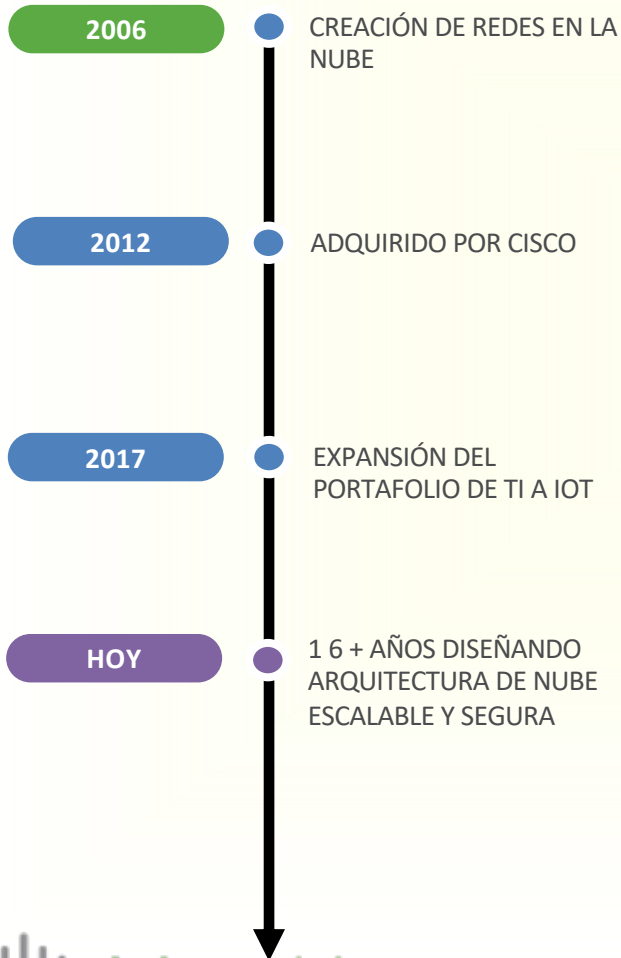 2006
CREACIÓN DE REDES EN LA
NUBE
2012
ADQUIRIDO POR CISCO
2017
EXPANSIÓN DEL
PORTAFOLIO DE TI A IOT
HOY
1 6 + AÑOS DISEÑANDO
ARQUITECTURA DE NUBE
ESCALABLE Y SEGURA